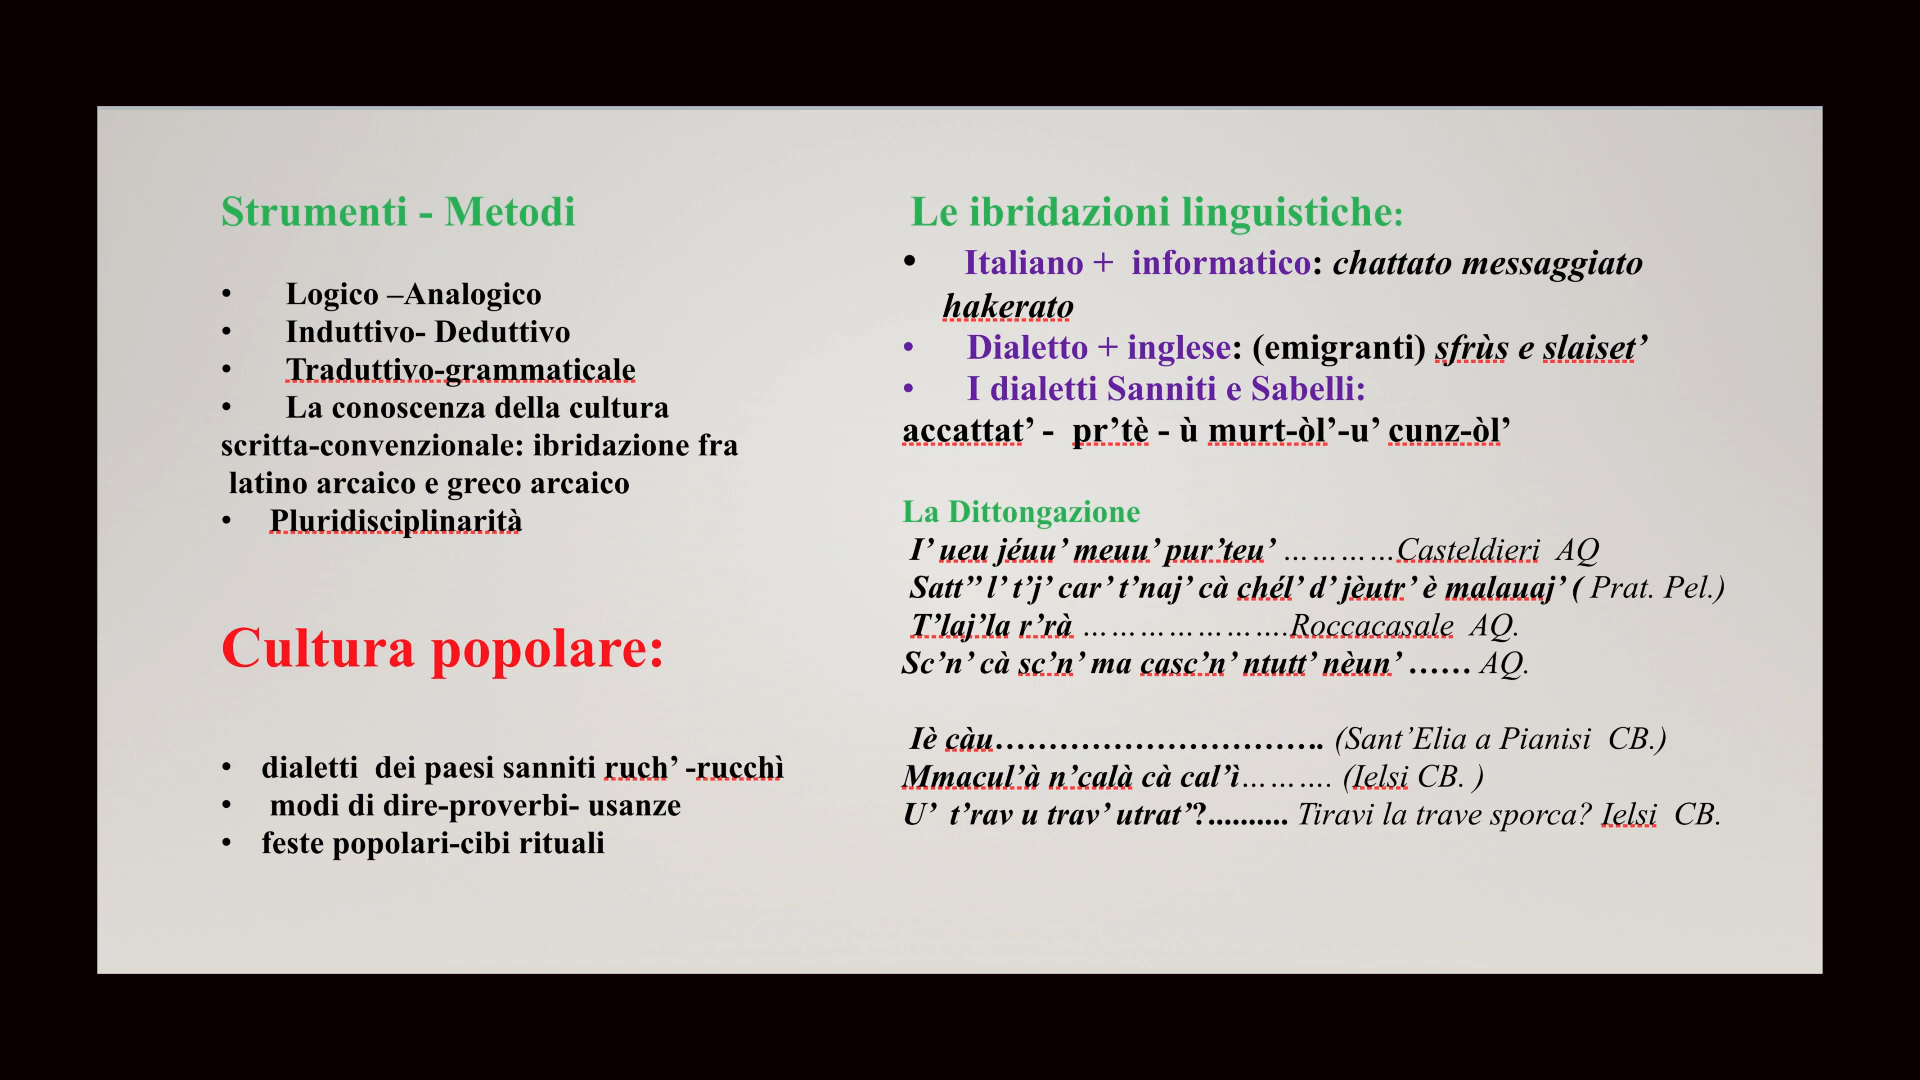 Strumenti - Metodi
• Logico –Analogico
• Induttivo- Deduttivo
• Traduttivo-grammaticale
• La conoscenza della cultura
scritta-convenzionale: ibridazione fra
latino arcaico e greco arcaico
• Pluridisciplinarità
Cultura popolare:
• dialetti dei paesi sanniti ruch’ -rucchì
• modi di dire-proverbi- usanze
• feste popolari-cibi rituali
Le ibridazioni linguistiche:
• Italiano + informatico: chattato messaggiato
hakerato
• Dialetto + inglese: (emigranti) sfrùs e slaiset’
• I dialetti Sanniti e Sabelli:
accattat’ - pr’tè - ù murt-òl’-u’ cunz-òl’
La Dittongazione
I’ ueu jéuu’ meuu’ pur’teu’ …………Casteldieri AQ
Satt’’ l’ t’j’ car’ t’naj’ cà chél’ d’ jèutr’ è malauaj’ ( Prat. Pel.)
T’laj’la r’rà ………………….Roccacasale AQ.
Sc’n’ cà sc’n’ ma casc’n’ ntutt’ nèun’ …… AQ.
Iè càu………………………….. (Sant’Elia a Pianisi CB.)
Mmacul’à n’calà cà cal’ì………. (Ielsi CB. )
U’ t’rav u trav’ utrat’?.......... Tiravi la trave sporca? Ielsi CB.